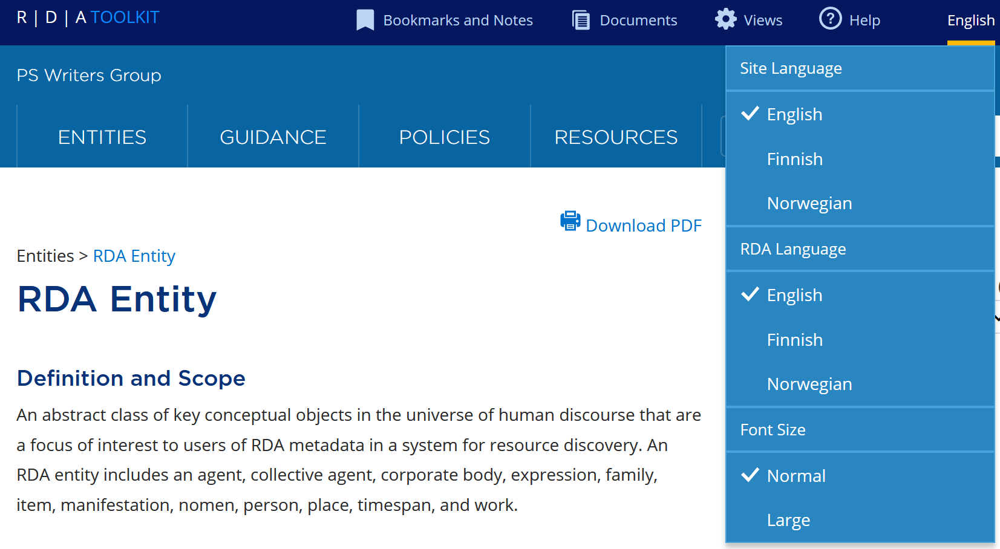 R | D | A TOOLKIT
Bookmarks and Notes
Documents
Views
? Help
English
PS Writers Group
ENTITIES
GUIDANCE
POLICIES
RESOURCES
Site Language
English
Finnish
Norwegian
RDA Language
English
Finnish
Norwegian
Font Size
Normal
Large
Download PDF
Entities > RDA Entity
RDA Entity
Definition and Scope
An abstract class of key conceptual objects in the universe of human discourse that are
a focus of interest to users of RDA metadata in a system for resource discovery. An
RDA entity includes an agent, collective agent, corporate body, expression, family,
item, manifestation, nomen, person, place, timespan, and work.